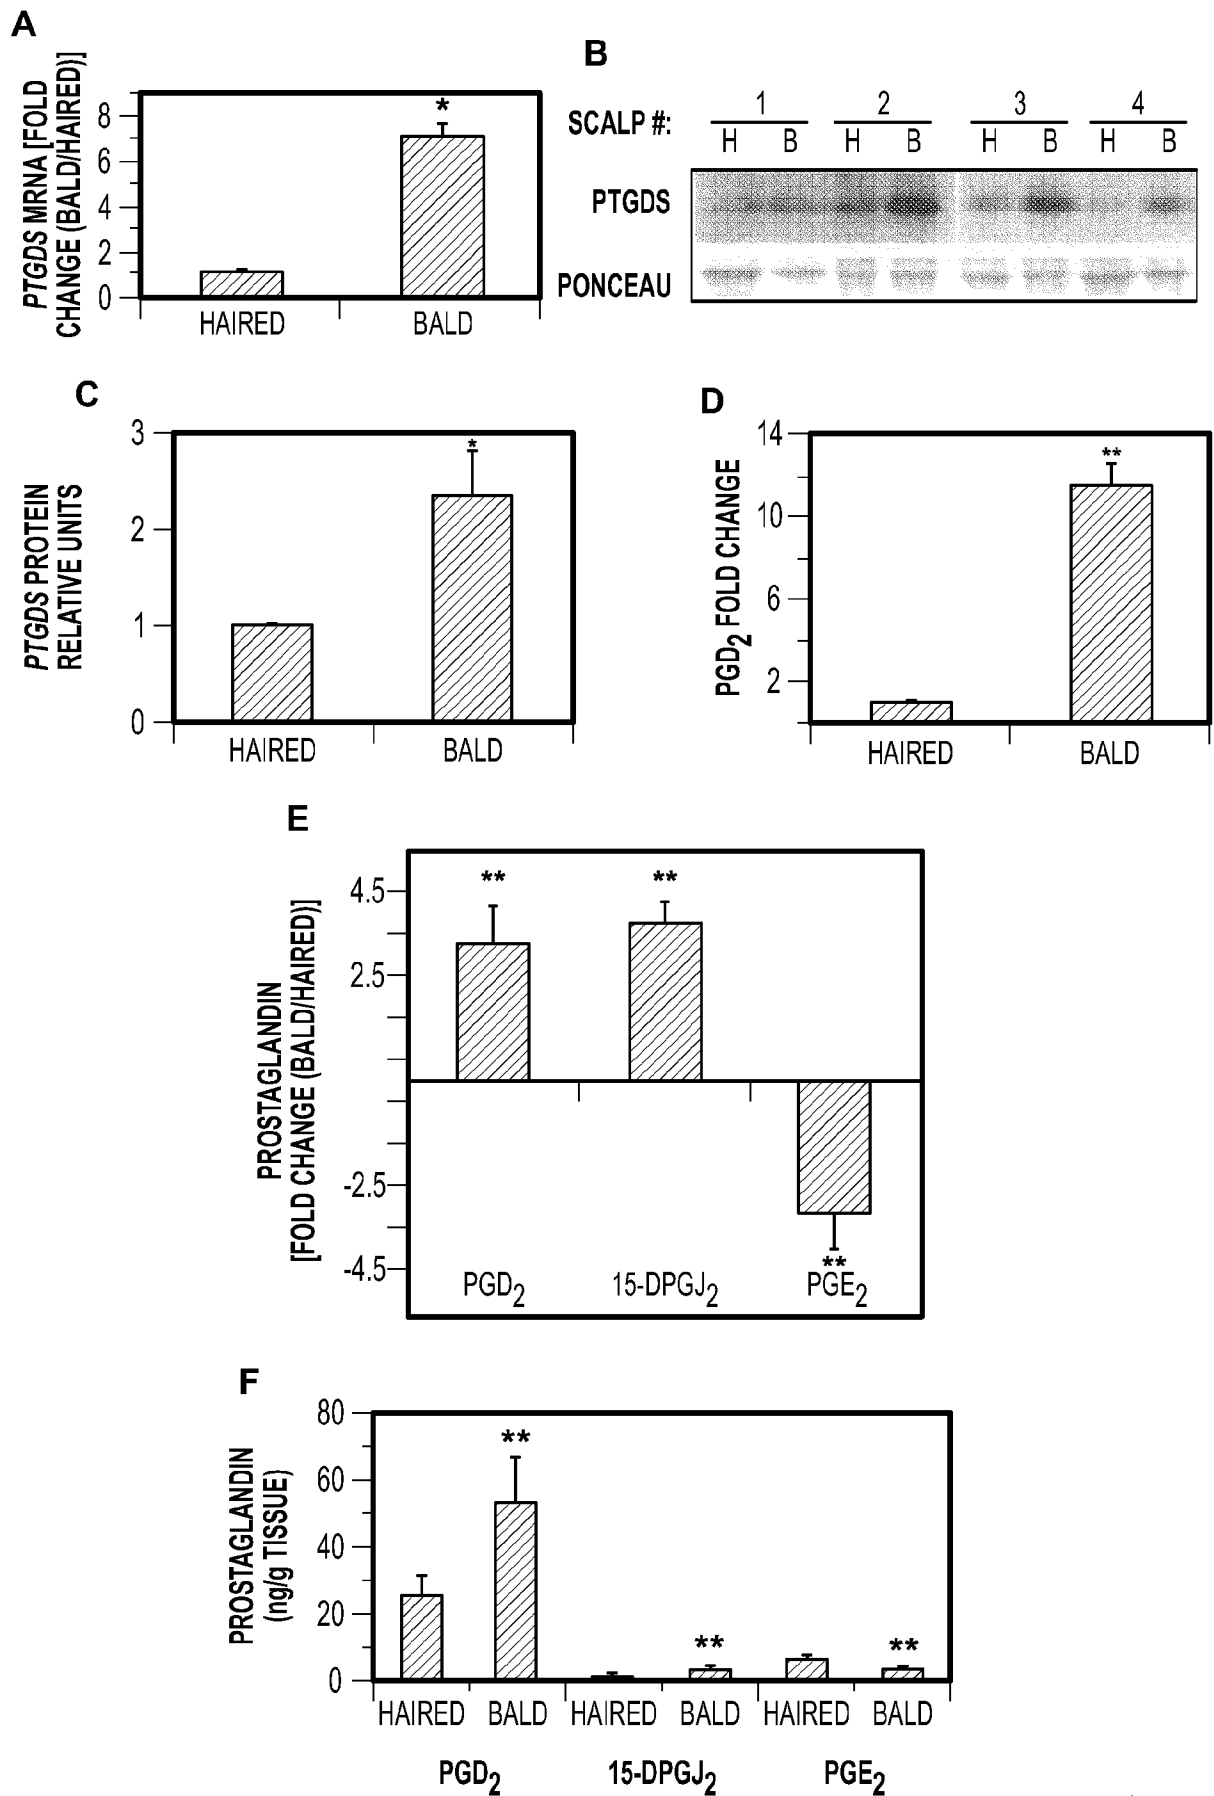 A
PTGDS MRNA [FOLD
CHANGE (BALD/HAIRED)]
8
6
4
2
0
*
HAIRED BALD
B
SCALP #: 1 2 3 4
H B H B H B H B
PTGDS
PONCEAU
C
PTGDS PROTEIN
RELATIVE UNITS
3
2
1
0
*
HAIRED BALD
D
PGD2 FOLD CHANGE
14
10
6
2
**
HAIRED BALD
E
PROSTAGLANDIN
[FOLD CHANGE (BALD/HAIRED)]
4.5
2.5
-2.5
-4.5
** **
**
PGD2 15-DPGJ2 PGE2
F
PROSTAGLANDIN
(ng/g TISSUE)
80
60
40
20
0
**
** **
HAIRED BALD HAIRED BALD HAIRED BALD
PGD2 15-DPGJ2 PGE2